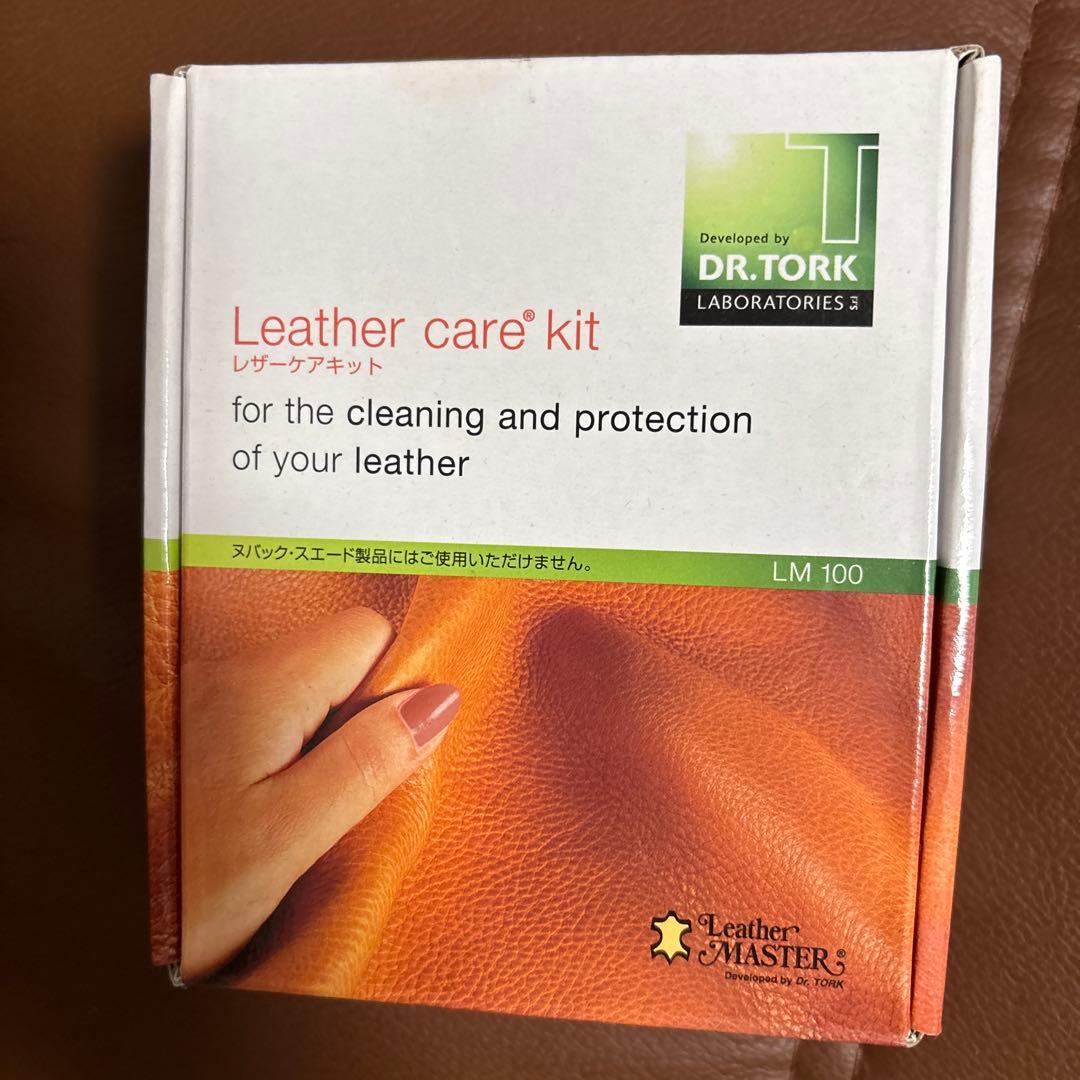 T
Developed by
DR.TORK
LABORATORIES srl
Leather care® kit
レザーケアキット
for the cleaning and protection
of your leather
ヌバック・スエード製品にはご使用いただけません。
LM 100
Leather
MASTER®
Developed by Dr. TORK